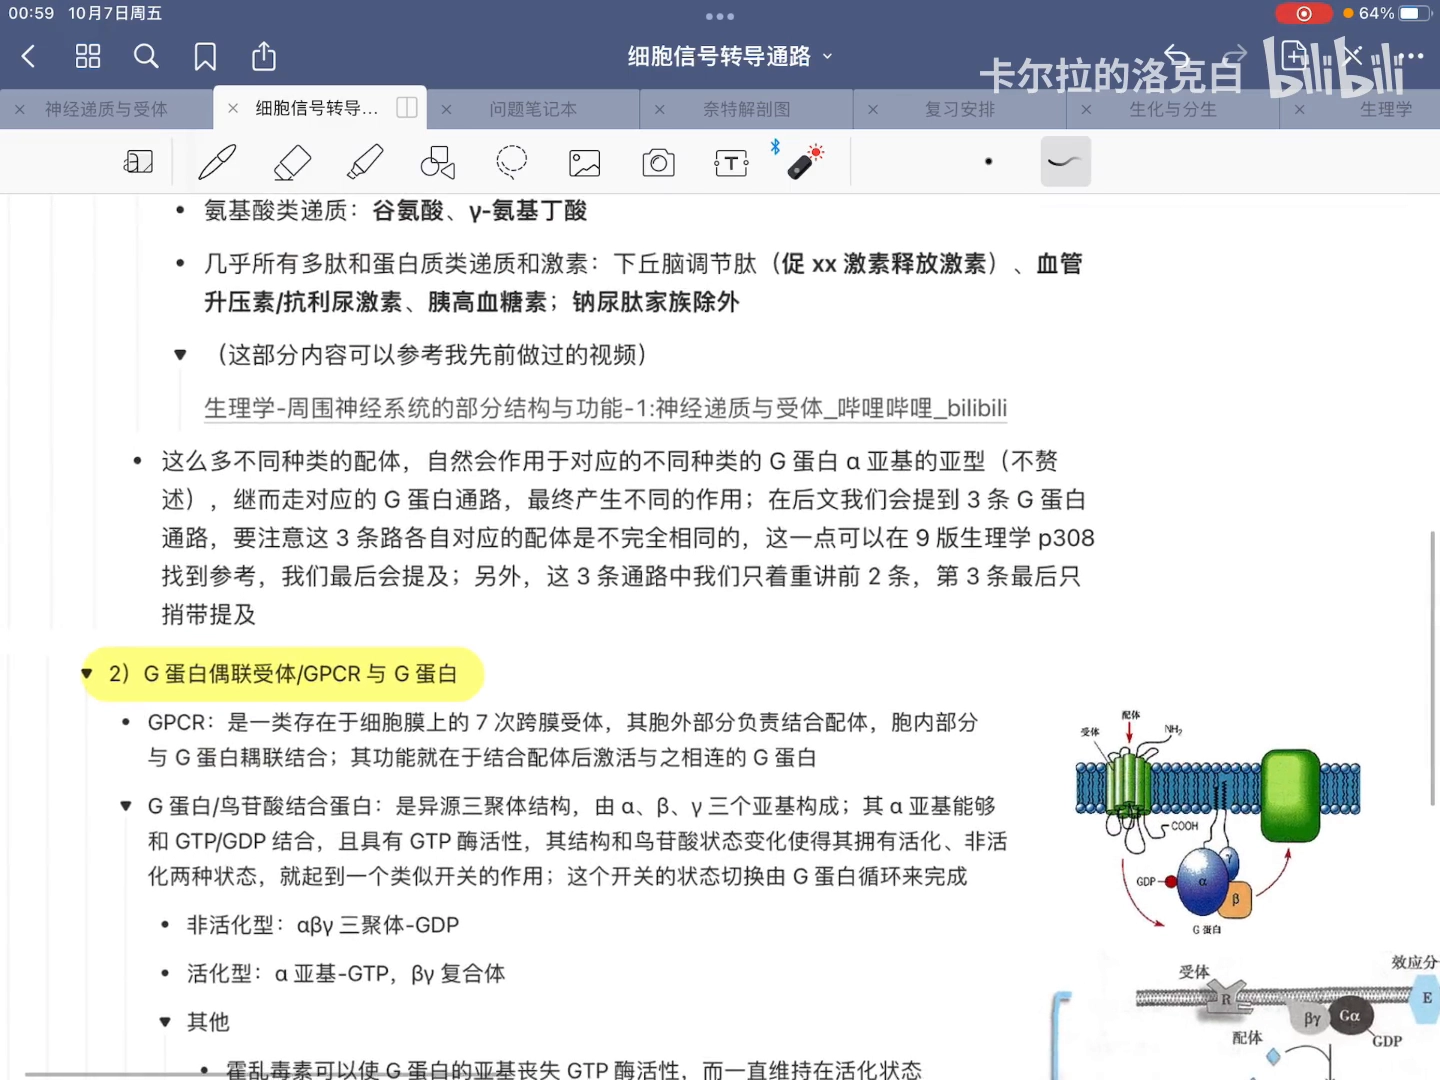 00:59 10月7日周五
64%
细胞信号转导通路
卡尔拉的洛克白 bilibili
神经递质与受体
细胞信号转导...
问题笔记本
奈特解剖图
复习安排
生化与分生
生理学
• 氨基酸类递质：谷氨酸、γ-氨基丁酸
• 几乎所有多肽和蛋白质类递质和激素：下丘脑调节肽（促 xx 激素释放激素）、血管
升压素/抗利尿激素、胰高血糖素；钠尿肽家族除外
（这部分内容可以参考我先前做过的视频）
生理学-周围神经系统的部分结构与功能-1:神经递质与受体_哔哩哔哩_bilibili
• 这么多不同种类的配体，自然会作用于对应的不同种类的 G 蛋白 α 亚基的亚型（不赘
述），继而走对应的 G 蛋白通路，最终产生不同的作用；在后文我们会提到 3 条 G 蛋白
通路，要注意这 3 条路各自对应的配体是不完全相同的，这一点可以在 9 版生理学 p308
找到参考，我们最后会提及；另外，这 3 条通路中我们只着重讲前 2 条，第 3 条最后只
捎带提及
2）G 蛋白偶联受体/GPCR 与 G 蛋白
• GPCR：是一类存在于细胞膜上的 7 次跨膜受体，其胞外部分负责结合配体，胞内部分
与 G 蛋白耦联结合；其功能就在于结合配体后激活与之相连的 G 蛋白
G 蛋白/鸟苷酸结合蛋白：是异源三聚体结构，由 α、β、γ 三个亚基构成；其 α 亚基能够
和 GTP/GDP 结合，且具有 GTP 酶活性，其结构和鸟苷酸状态变化使得其拥有活化、非活
化两种状态，就起到一个类似开关的作用；这个开关的状态切换由 G 蛋白循环来完成
• 非活化型：αβγ 三聚体-GDP
• 活化型：α 亚基-GTP，βγ 复合体
其他
• 霍乱毒素可以使 G 蛋白的亚基丧失 GTP 酶活性，而一直维持在活化状态
配体
受体
NH₂
COOH
GDP
α
γ
β
G 蛋白
受体
效应分
R
βγ
Gα
E
配体
GDP